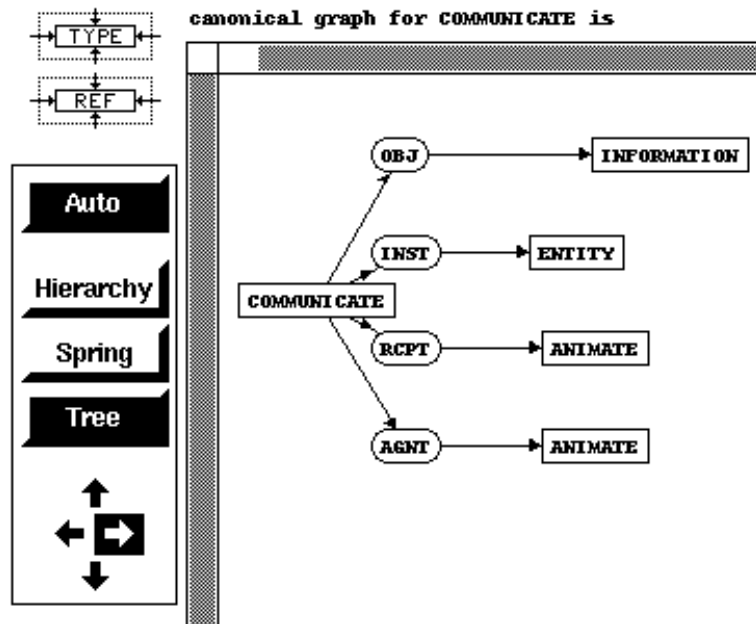 canonical graph for COMMUNICATE is
TYPE
REF
Auto
Hierarchy
Spring
Tree
OBJ
INFORMATION
INST
ENTITY
COMMUNICATE
RCPT
ANIMATE
AGNT
ANIMATE